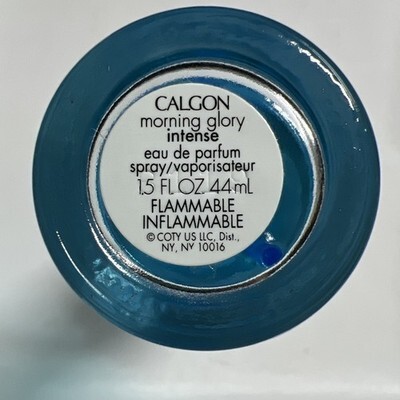 CALGON
morning glory
intense
eau de parfum
spray/vaporisateur
1.5 FL OZ 44mL
FLAMMABLE
INFLAMMABLE
© COTY US LLC, Dist.,
NY, NY 10016